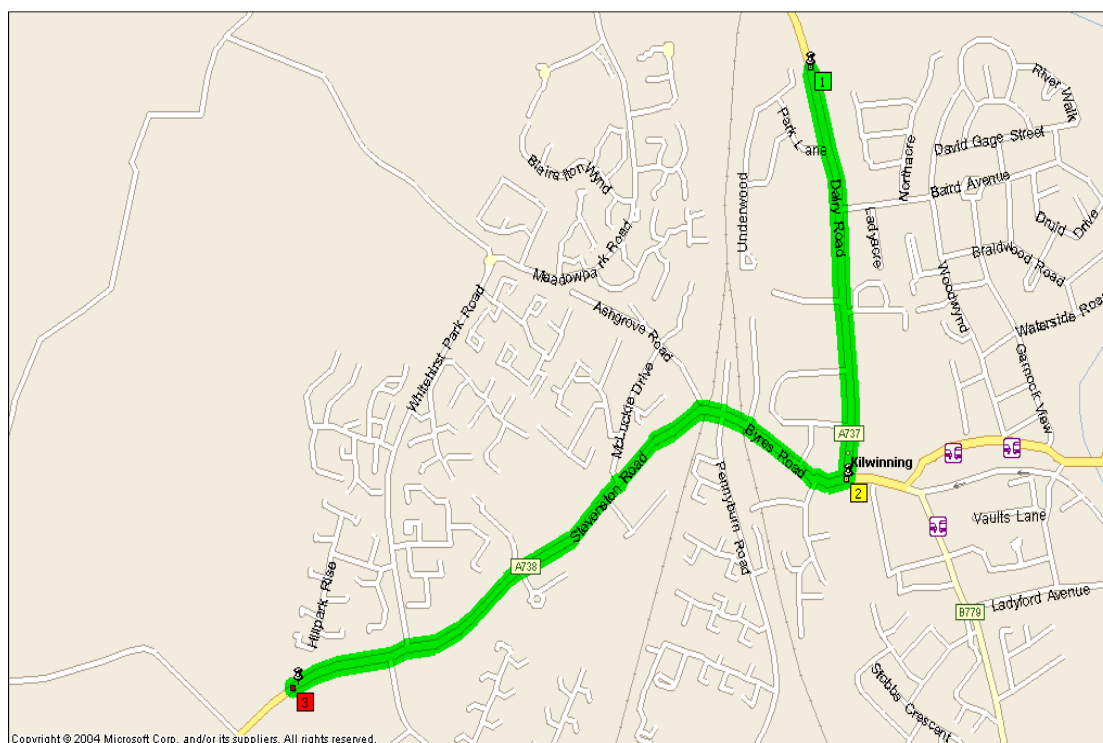 1
River Walk
Park Lane
David Gage Street
Northacre
Blairafton Wynd
Baird Avenue
Underwood
Dalry Road
Ladyacre
Druid Drive
Meadowpark Road
Braidwood Road
Woodwynd
Whitehirst Park Road
Ashgrove Road
Waterside Road
Garnock View
McLuckie Drive
A737
Byres Road
Kilwinning
2
Stevenston Road
Pennyburn Road
Vaults Lane
A738
Hillpark Rise
Ladyford Avenue
B779
Stobbs Crescent
3
Copyright © 2004 Microsoft Corp. and/or its suppliers. All rights reserved.